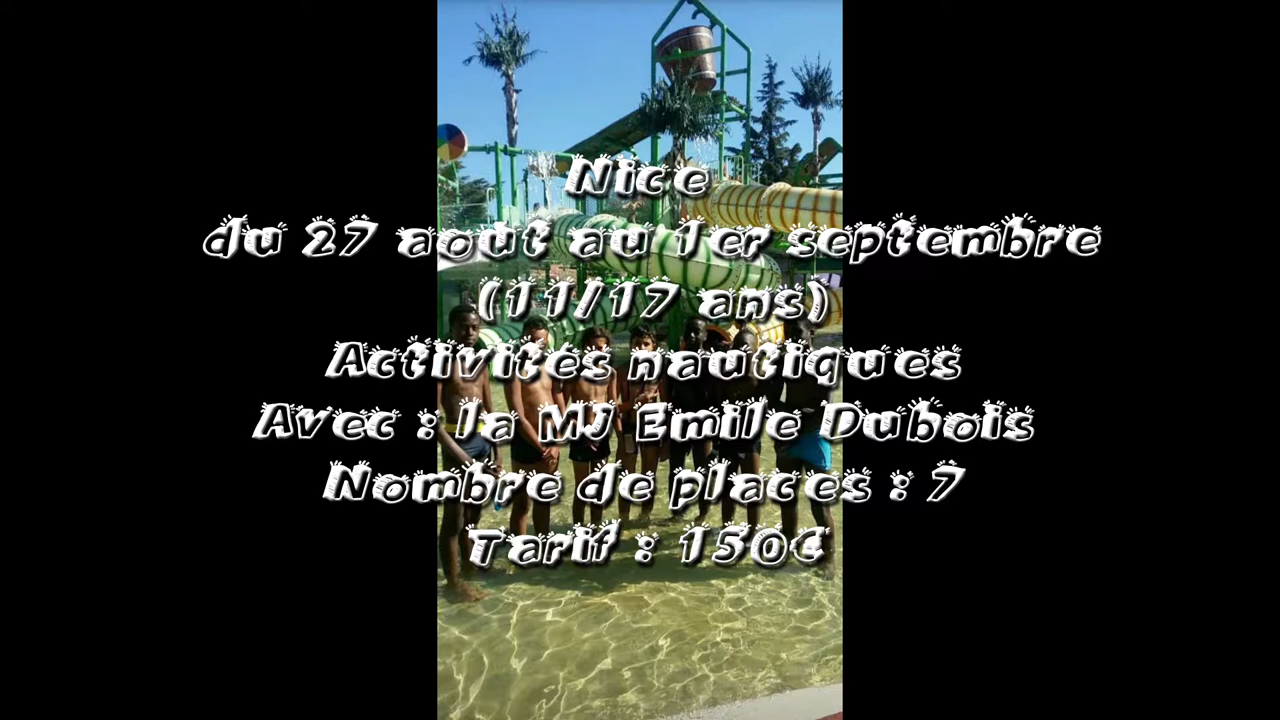 Nice
du 27 août au 1er septembre
(11/17 ans)
Activités nautiques
Avec : la MJ Emile Dubois
Nombre de places : 7
Tarif : 150€